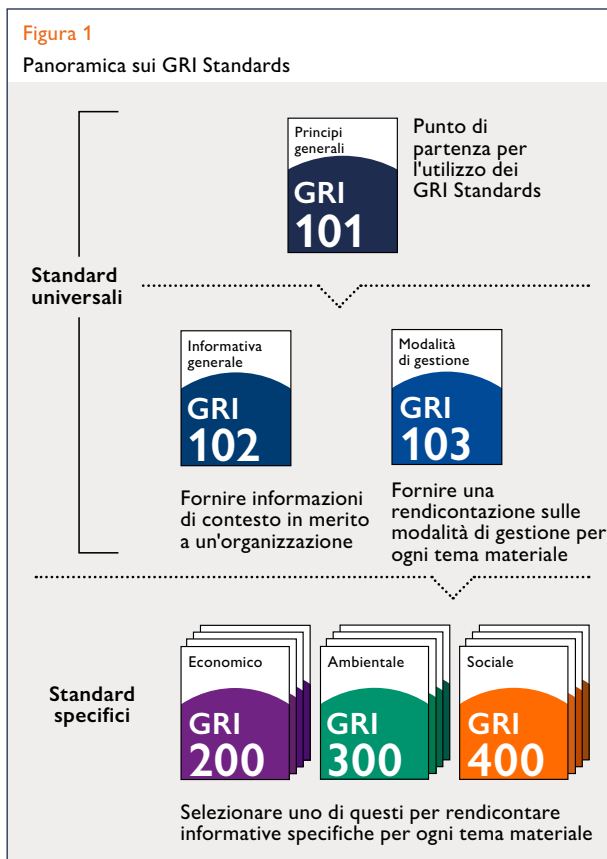 Figura 1
Panoramica sui GRI Standards
Principi
generali
GRI
101
Punto di
partenza per
l'utilizzo dei
GRI Standards
Standard
universali
Informativa
generale
GRI
102
Modalità
di gestione
GRI
103
Fornire informazioni
di contesto in merito
a un'organizzazione
Fornire una
rendicontazione sulle
modalità di gestione per
ogni tema materiale
Standard
specifici
Economico
GRI
200
Ambientale
GRI
300
Sociale
GRI
400
Selezionare uno di questi per rendicontare
informative specifiche per ogni tema materiale